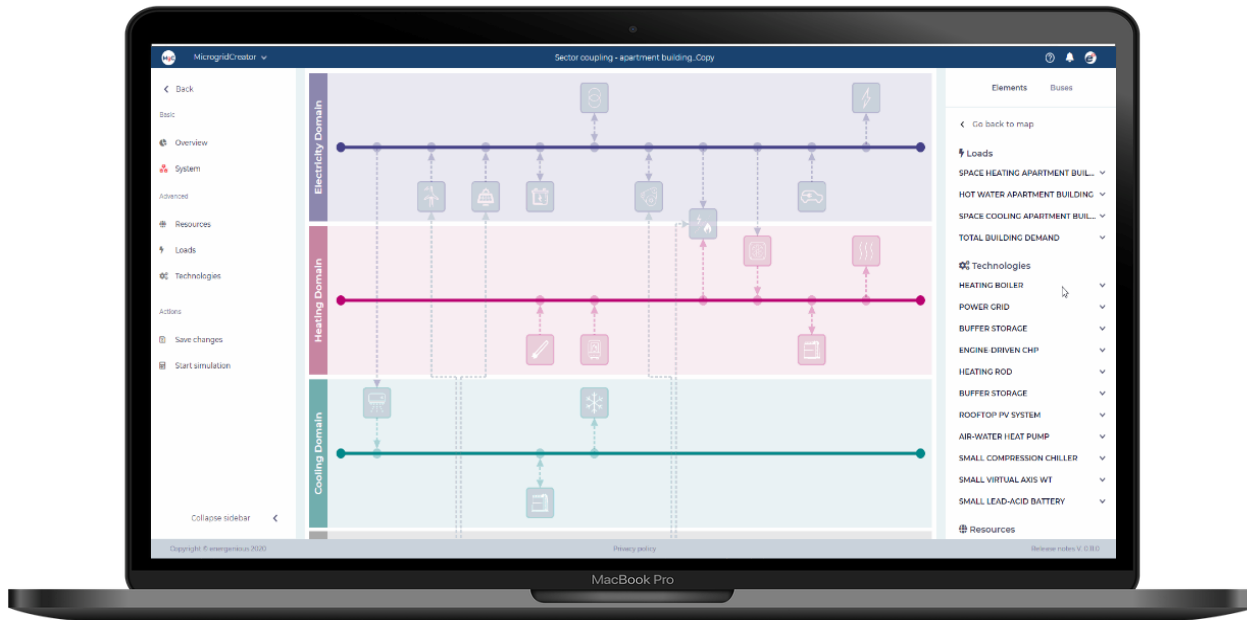 MgC
MicrogridCreator
Sector coupling - apartment building_Copy
Back
Basic
Overview
System
Advanced
Resources
Loads
Technologies
Actions
Save changes
Start simulation
Collapse sidebar
Electricity Domain
Heating Domain
Cooling Domain
Elements
Buses
Go back to map
Loads
SPACE HEATING APARTMENT BUIL...
HOT WATER APARTMENT BUILDING
SPACE COOLING APARTMENT BUIL...
TOTAL BUILDING DEMAND
Technologies
HEATING BOILER
POWER GRID
BUFFER STORAGE
ENGINE-DRIVEN CHP
HEATING ROD
BUFFER STORAGE
ROOFTOP PV SYSTEM
AIR-WATER HEAT PUMP
SMALL COMPRESSION CHILLER
SMALL VIRTUAL AXIS WT
SMALL LEAD-ACID BATTERY
Resources
Copyright © energenious 2020
Privacy policy
Release notes V. 0.8.0
MacBook Pro